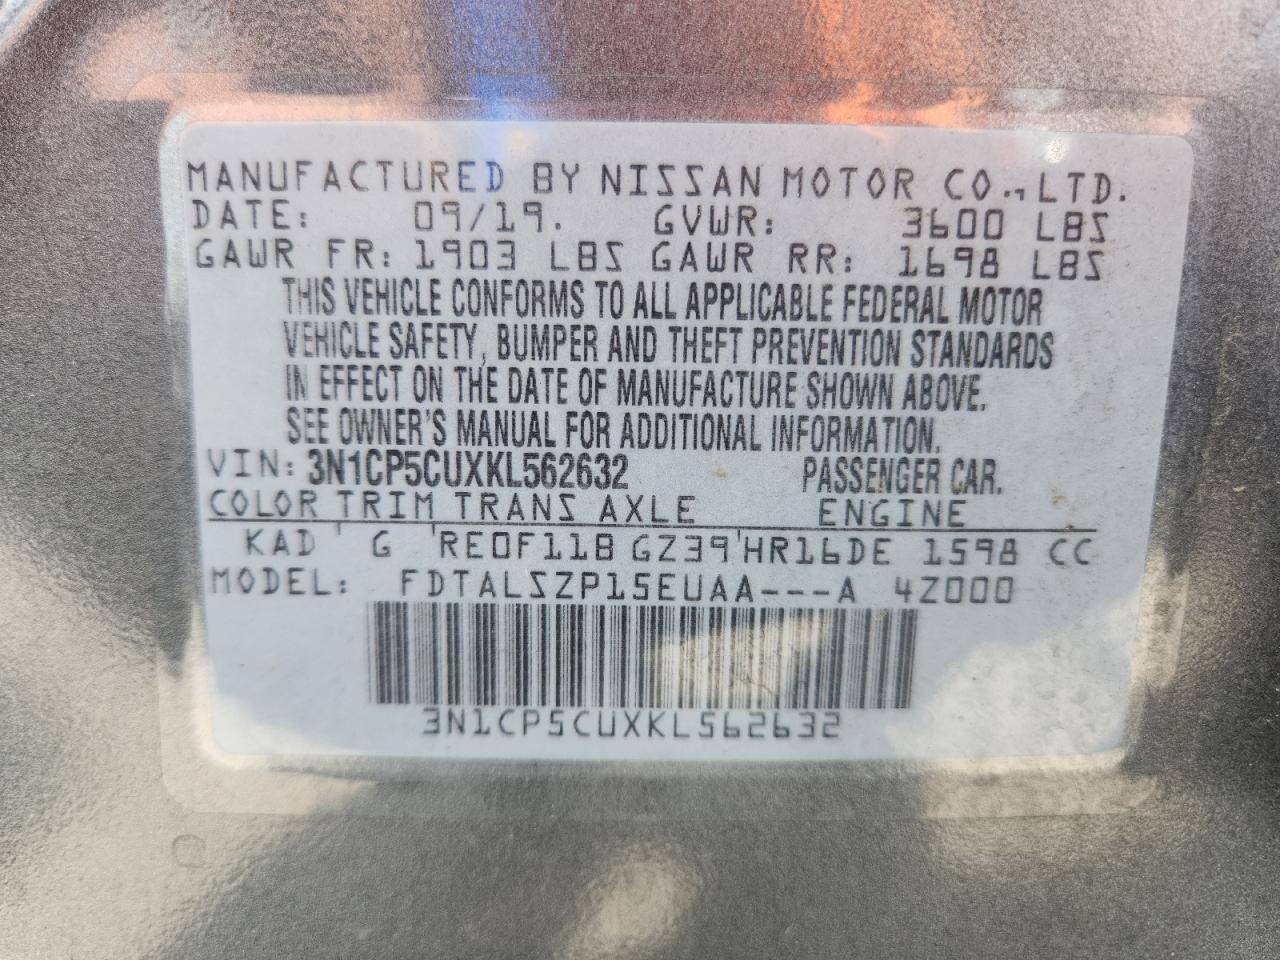 MANUFACTURED BY NISSAN MOTOR CO., LTD.
DATE: 09/19. GVWR: 3600 LBS
GAWR FR: 1903 LBS GAWR RR: 1698 LBS
THIS VEHICLE CONFORMS TO ALL APPLICABLE FEDERAL MOTOR
VEHICLE SAFETY, BUMPER AND THEFT PREVENTION STANDARDS
IN EFFECT ON THE DATE OF MANUFACTURE SHOWN ABOVE.
SEE OWNER'S MANUAL FOR ADDITIONAL INFORMATION.
VIN: 3N1CP5CUXKL562632 PASSENGER CAR.
COLOR TRIM TRANS AXLE ENGINE
KAD ' G 'RE0F11B GZ39'HR16DE 1598 CC
MODEL: FDTALSZP15EUAA---A 4Z000
3N1CP5CUXKL562632